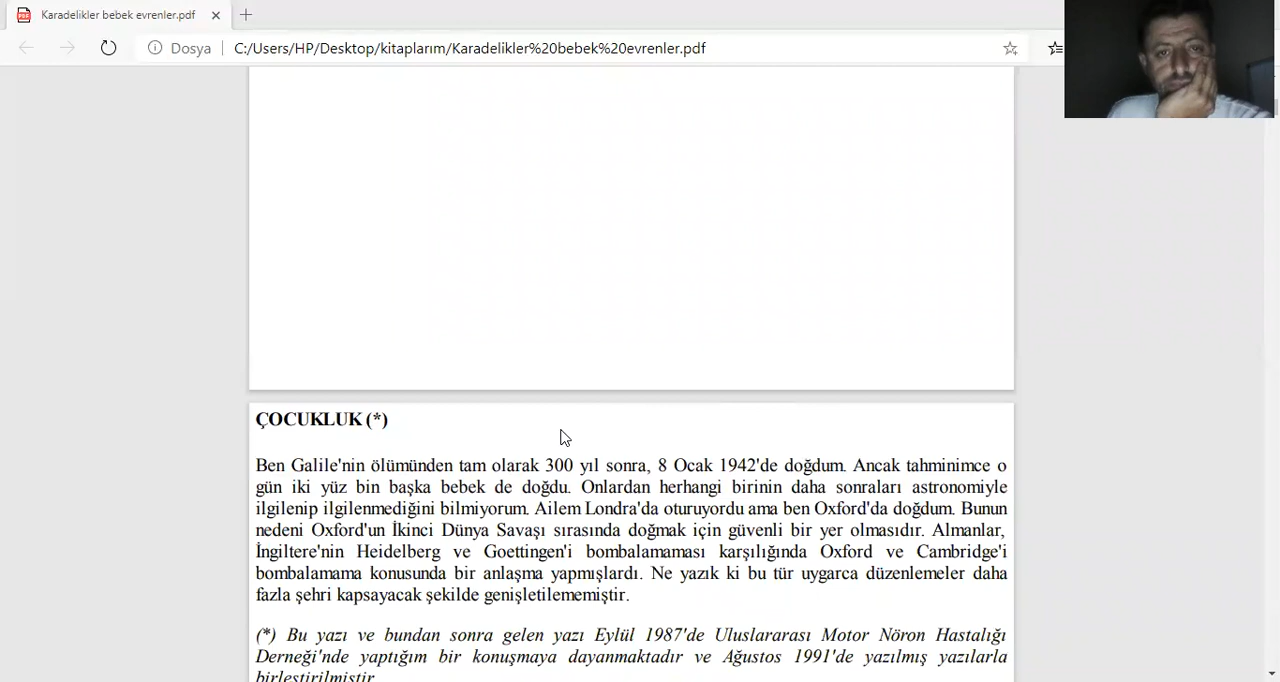 Karadelikler bebek evrenler.pdf
Dosya
C:/Users/HP/Desktop/kitaplarım/Karadelikler%20bebek%20evrenler.pdf
ÇOCUKLUK (*)
Ben Galile'nin ölümünden tam olarak 300 yıl sonra, 8 Ocak 1942'de doğdum. Ancak tahminimce o
gün iki yüz bin başka bebek de doğdu. Onlardan herhangi birinin daha sonraları astronomiyle
ilgilenip ilgilenmediğini bilmiyorum. Ailem Londra'da oturuyordu ama ben Oxford'da doğdum. Bunun
nedeni Oxford'un İkinci Dünya Savaşı sırasında doğmak için güvenli bir yer olmasıdır. Almanlar,
İngiltere'nin Heidelberg ve Goettingen'i bombalamaması karşılığında Oxford ve Cambridge'i
bombalamama konusunda bir anlaşma yapmışlardı. Ne yazık ki bu tür uygarca düzenlemeler daha
fazla şehri kapsayacak şekilde genişletilememiştir.
(*) Bu yazı ve bundan sonra gelen yazı Eylül 1987'de Uluslararası Motor Nöron Hastalığı
Derneği'nde yaptığım bir konuşmaya dayanmaktadır ve Ağustos 1991'de yazılmış yazılarla
birleştirilmiştir.